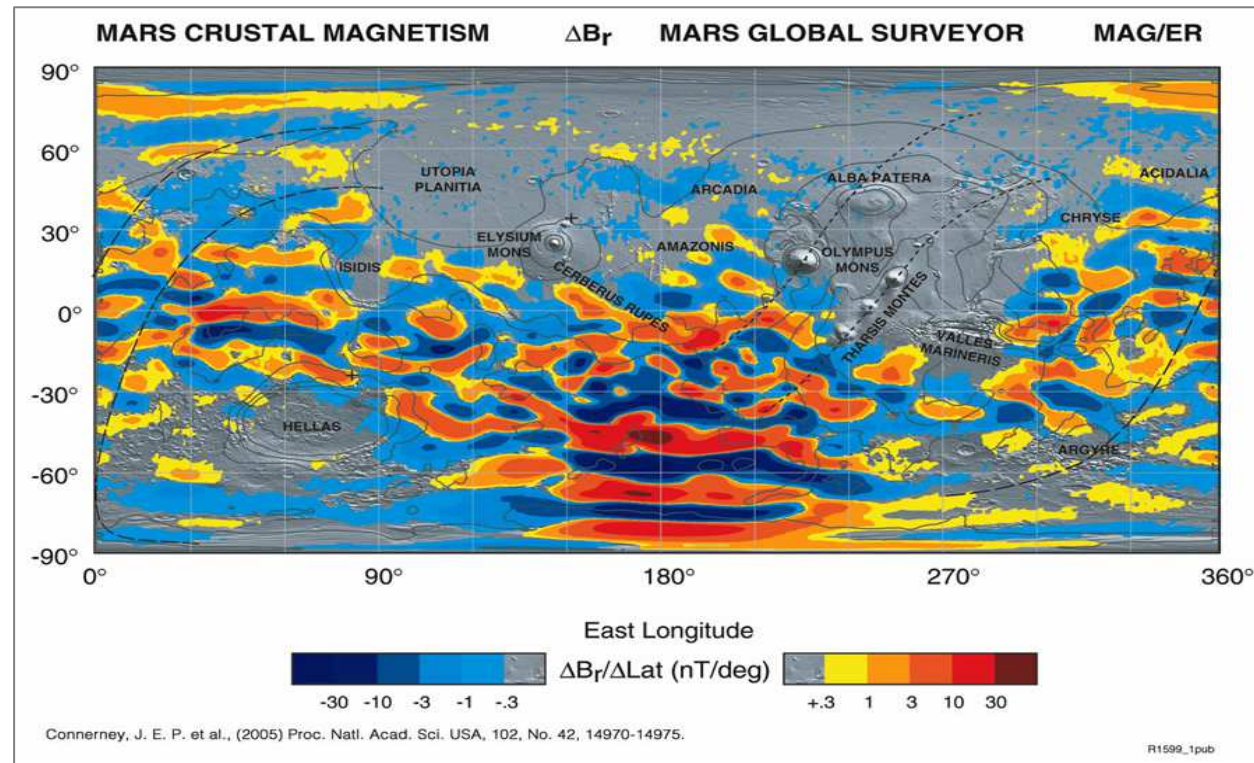 MARS CRUSTAL MAGNETISM ΔBr MARS GLOBAL SURVEYOR MAG/ER
90°
60°
30°
0°
-30°
-60°
-90°
UTOPIA
PLANITIA
ARCADIA
ALBA PATERA
ACIDALIA
CHRYSE
ELYSIUM
MONS
AMAZONIS
OLYMPUS
MONS
ISIDIS
CERBERUS RUPES
THARSIS MONTES
VALLES
MARINERIS
HELLAS
ARGYRE
0° 90° 180° 270° 360°
East Longitude
ΔBr/ΔLat (nT/deg)
-30 -10 -3 -1 -.3 +.3 1 3 10 30
Connerney, J. E. P. et al., (2005) Proc. Natl. Acad. Sci. USA, 102, No. 42, 14970-14975.
R1599_1pub